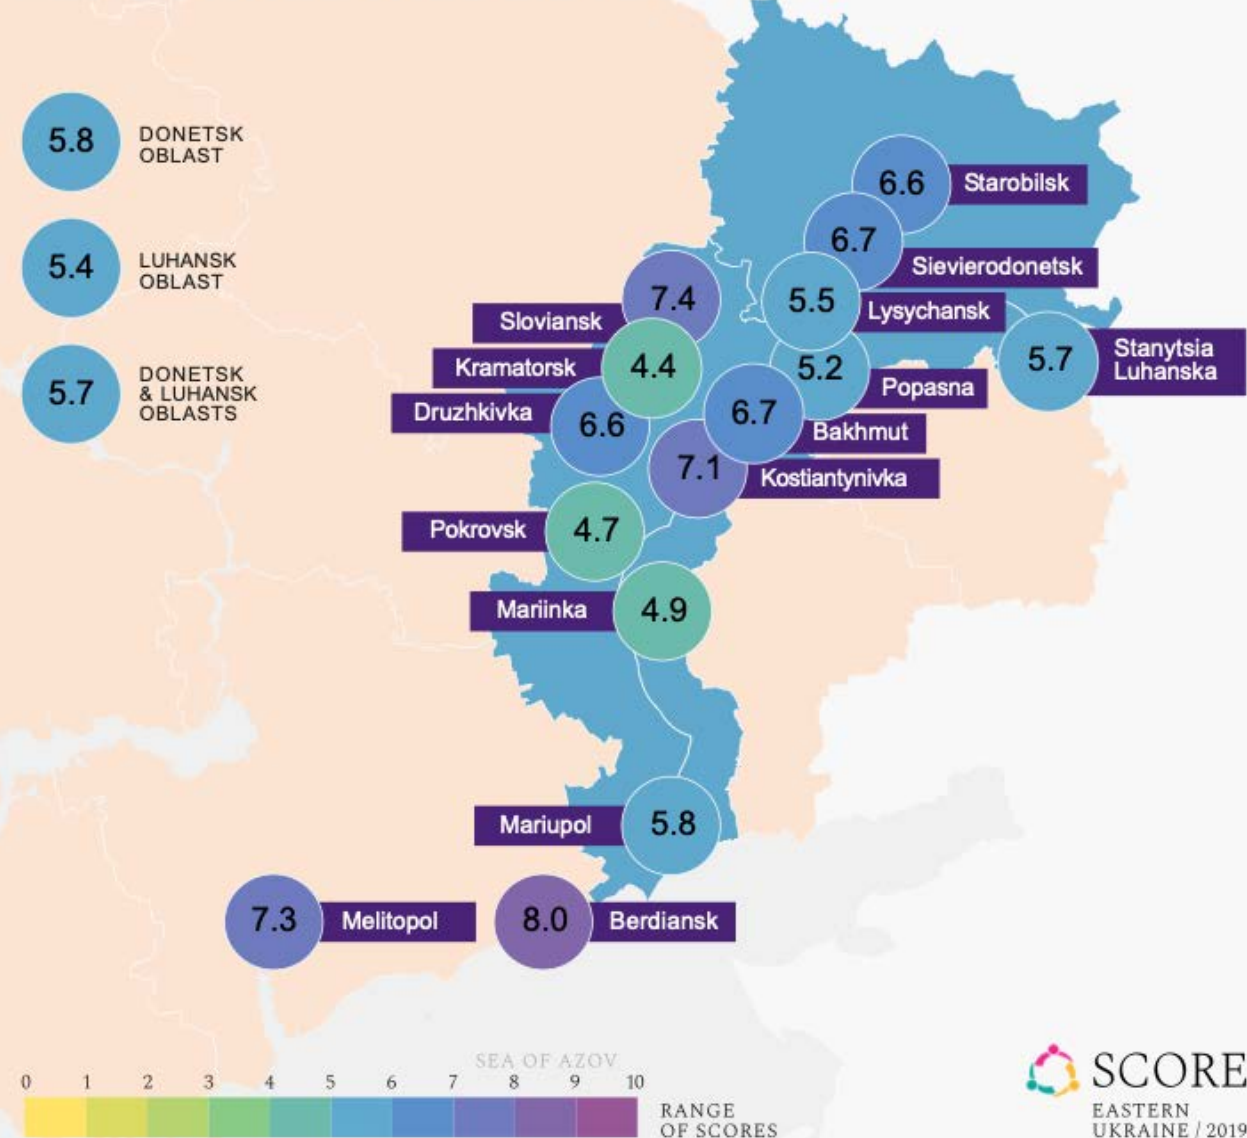 5.8
DONETSK
OBLAST
5.4
LUHANSK
OBLAST
5.7
DONETSK
& LUHANSK
OBLASTS
6.6
Starobilsk
6.7
Sievierodonetsk
7.4
Sloviansk
5.5
Lysychansk
5.7
Stanytsia
Luhanska
Kramatorsk
4.4
5.2
Popasna
Druzhkivka
6.6
6.7
Bakhmut
7.1
Kostiantynivka
Pokrovsk
4.7
Mariinka
4.9
Mariupol
5.8
7.3
Melitopol
8.0
Berdiansk
SEA OF AZOV
0 1 2 3 4 5 6 7 8 9 10
RANGE
OF SCORES
SCORE
EASTERN
UKRAINE / 2019